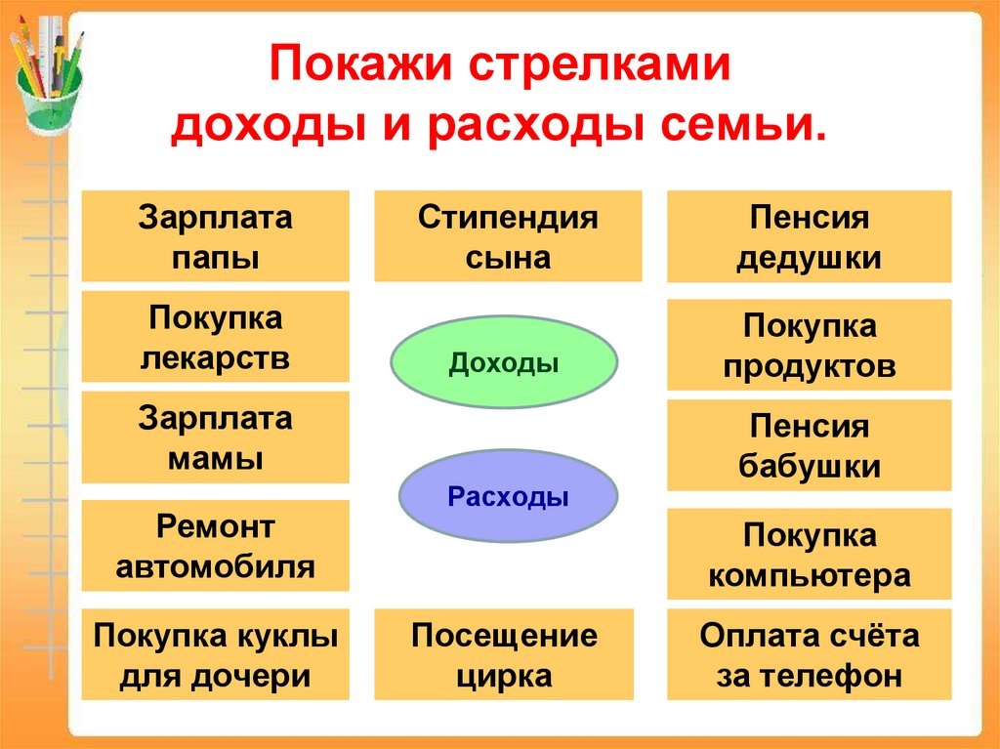 Покажи стрелками
доходы и расходы семьи.
Зарплата
папы
Стипендия
сына
Пенсия
дедушки
Покупка
лекарств
Доходы
Покупка
продуктов
Зарплата
мамы
Пенсия
бабушки
Расходы
Ремонт
автомобиля
Покупка
компьютера
Покупка куклы
для дочери
Посещение
цирка
Оплата счёта
за телефон